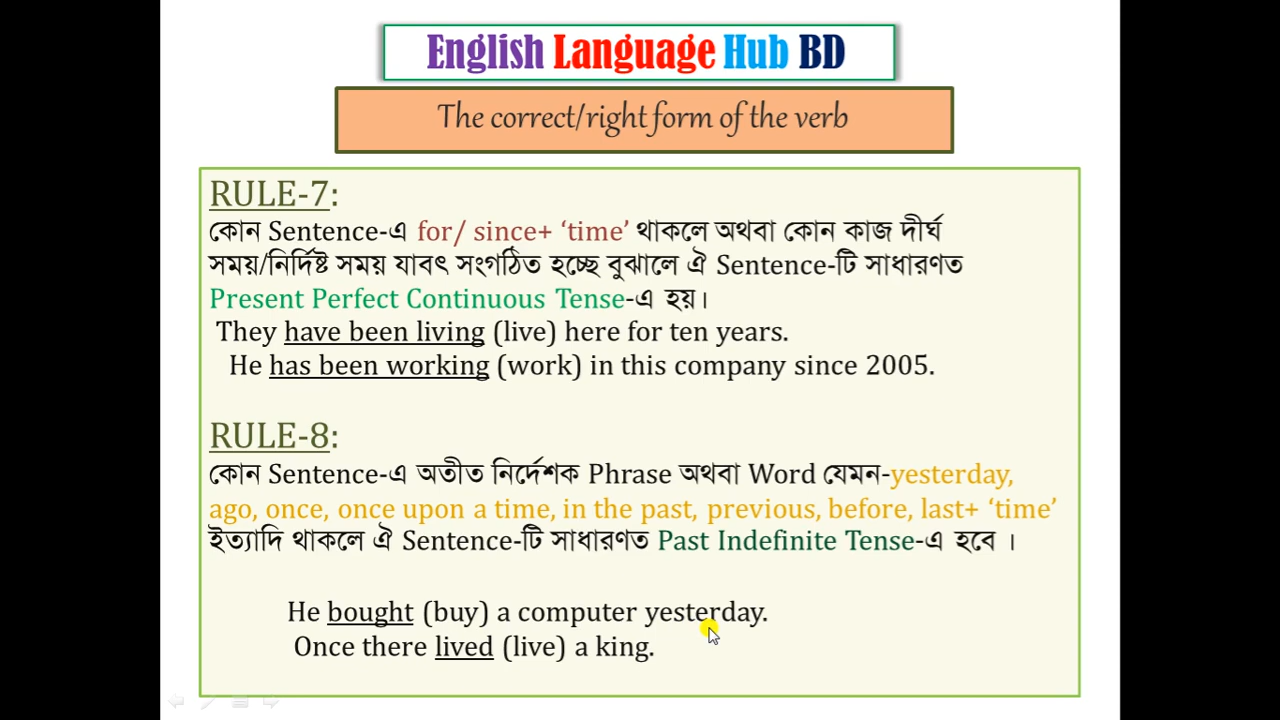 English Language Hub BD
The correct/right form of the verb
RULE-7:
কোন Sentence-এ for/ since+ ‘time’ থাকলে অথবা কোন কাজ দীর্ঘ
সময়/নির্দিষ্ট সময় যাবৎ সংগঠিত হচ্ছে বুঝালে ঐ Sentence-টি সাধারণত
Present Perfect Continuous Tense-এ হয়।
They have been living (live) here for ten years.
He has been working (work) in this company since 2005.
RULE-8:
কোন Sentence-এ অতীত নির্দেশক Phrase অথবা Word যেমন-yesterday,
ago, once, once upon a time, in the past, previous, before, last+ ‘time’
ইত্যাদি থাকলে ঐ Sentence-টি সাধারণত Past Indefinite Tense-এ হবে ।
He bought (buy) a computer yesterday.
Once there lived (live) a king.